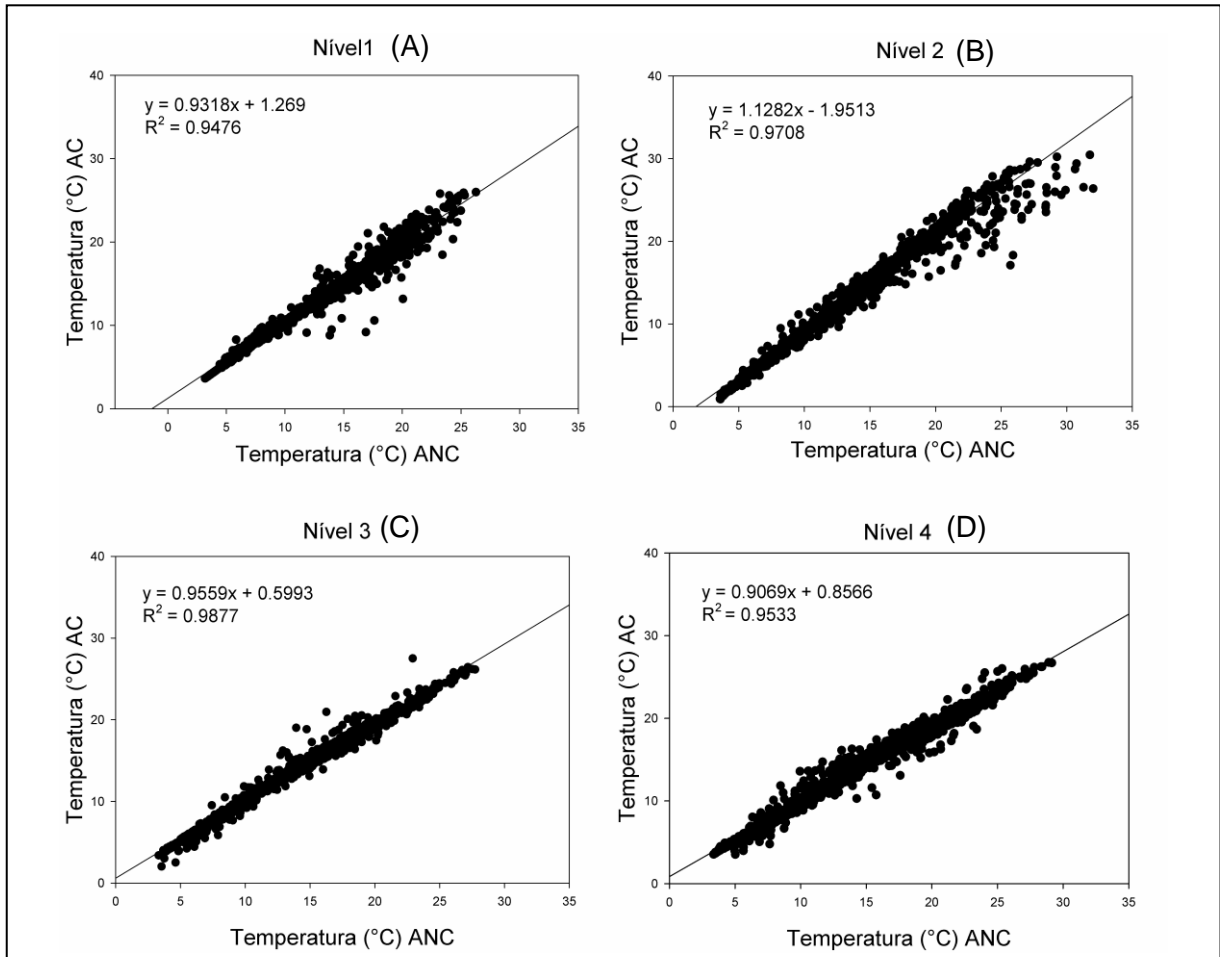 Nível1 (A)
y = 0.9318x + 1.269
R² = 0.9476
Temperatura (°C) AC
40
30
20
10
0
0 5 10 15 20 25 30 35
Temperatura (°C) ANC
Nível 2 (B)
y = 1.1282x - 1.9513
R² = 0.9708
Temperatura (°C) AC
40
30
20
10
0
0 5 10 15 20 25 30 35
Temperatura (°C) ANC
Nível 3 (C)
y = 0.9559x + 0.5993
R² = 0.9877
Temperatura (°C) AC
40
30
20
10
0
0 5 10 15 20 25 30 35
Temperatura (°C) ANC
Nível 4 (D)
y = 0.9069x + 0.8566
R² = 0.9533
Temperatura (°C) AC
40
30
20
10
0
0 5 10 15 20 25 30 35
Temperatura (°C) ANC